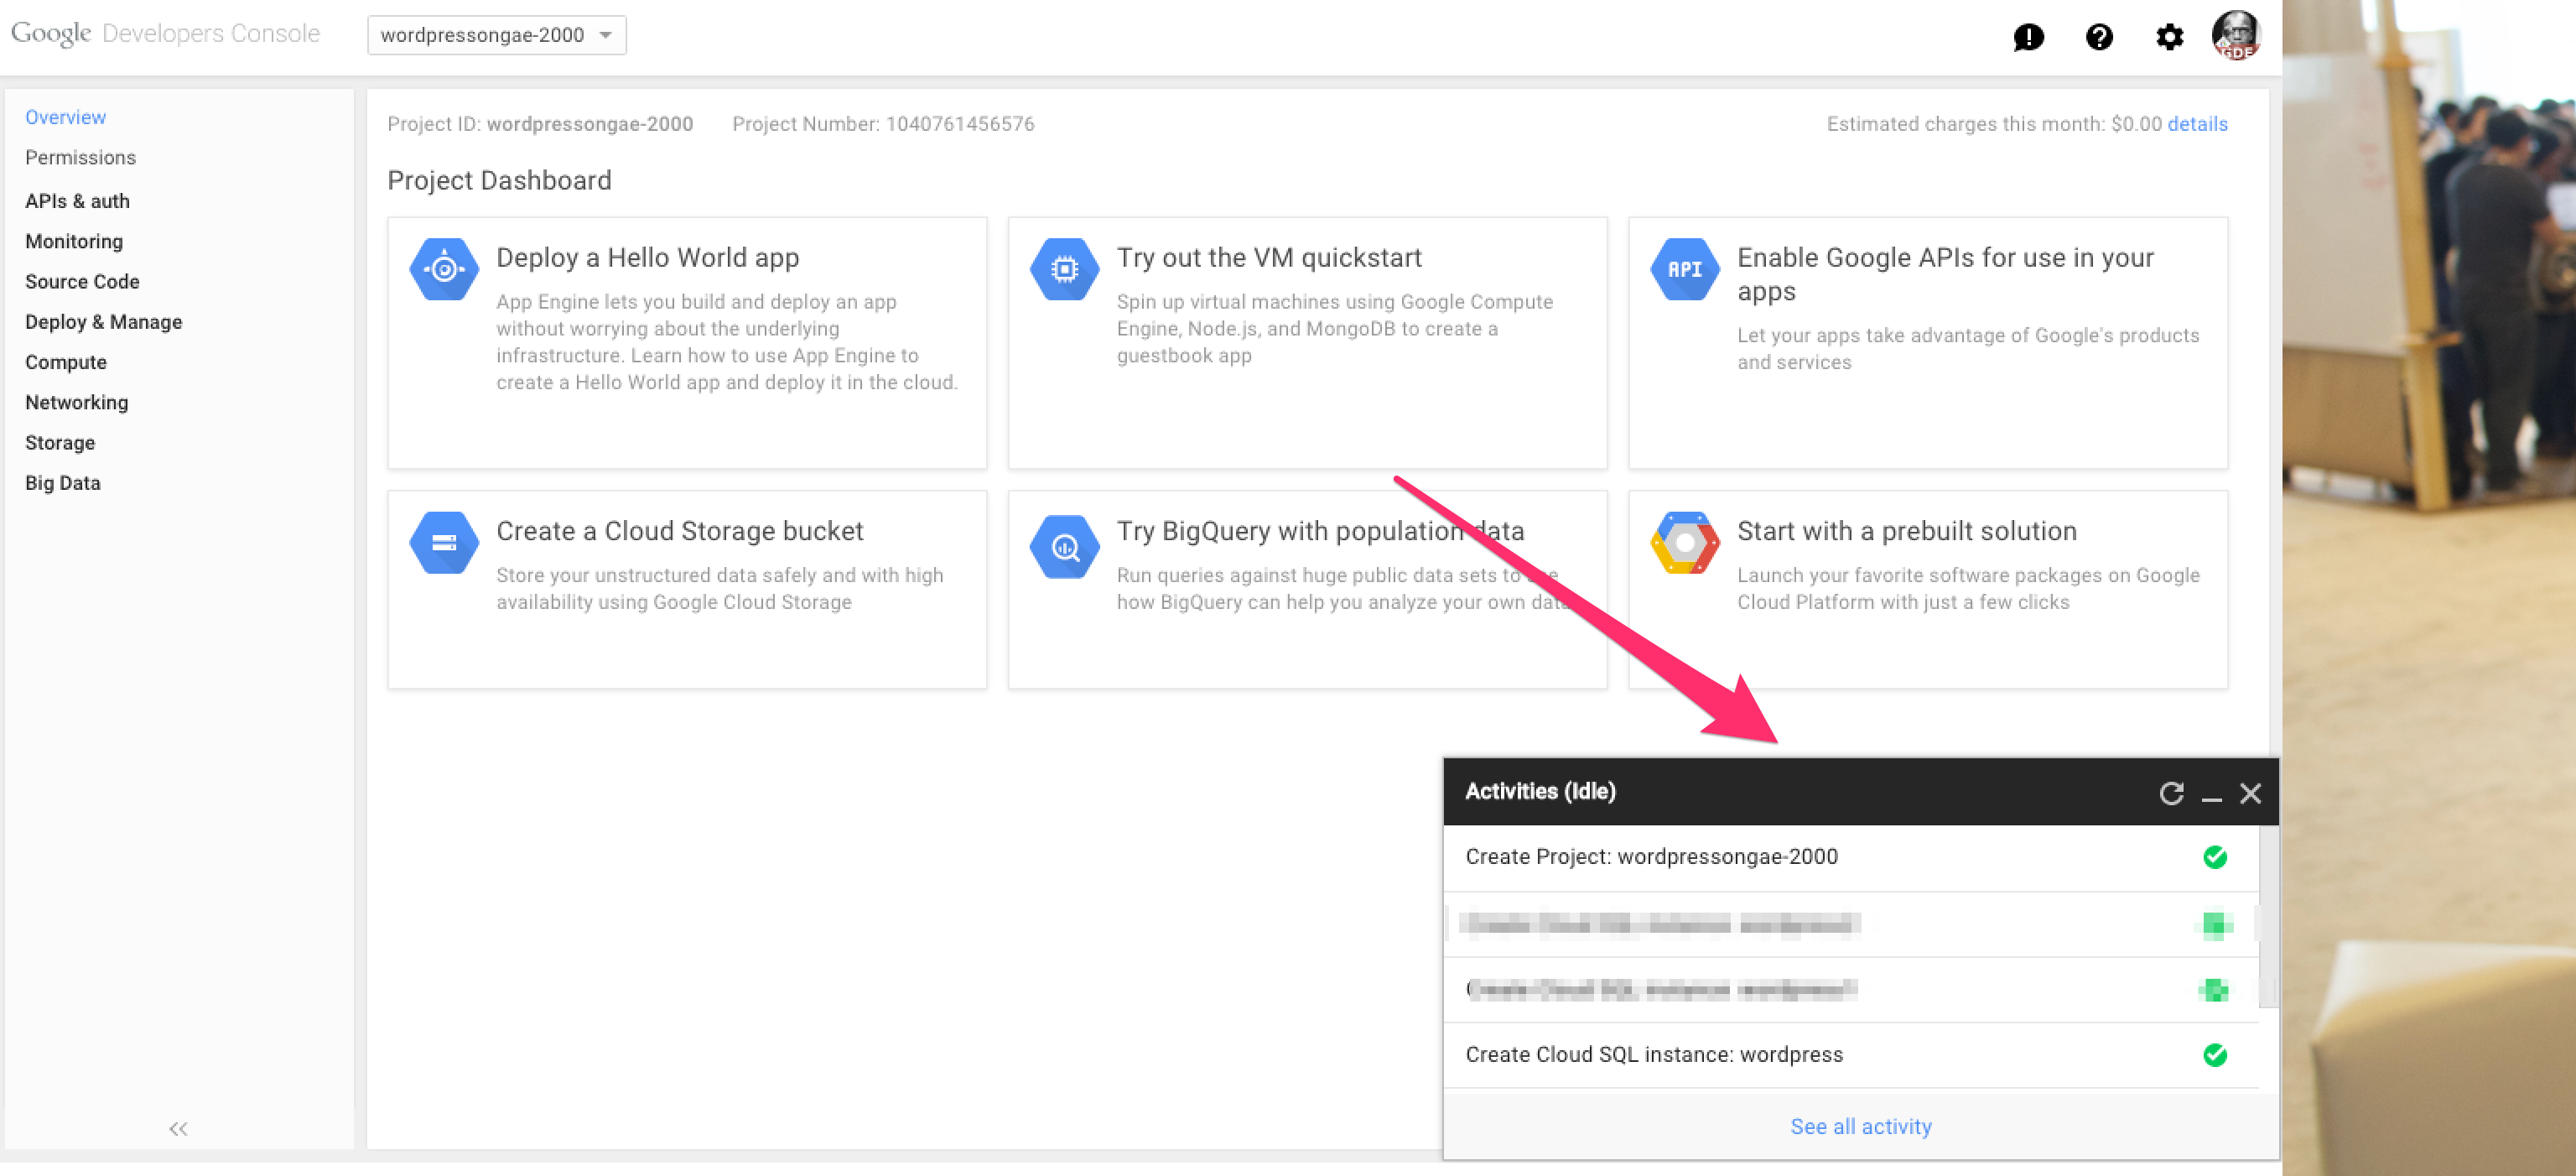 Google Developers Console
wordpressongae-2000
GDE
Overview
Permissions
APIs & auth
Monitoring
Source Code
Deploy & Manage
Compute
Networking
Storage
Big Data
Project ID: wordpressongae-2000
Project Number: 1040761456576
Estimated charges this month: $0.00 details
Project Dashboard
Deploy a Hello World app
App Engine lets you build and deploy an app
without worrying about the underlying
infrastructure. Learn how to use App Engine to
create a Hello World app and deploy it in the cloud.
Try out the VM quickstart
Spin up virtual machines using Google Compute
Engine, Node.js, and MongoDB to create a
guestbook app
API
Enable Google APIs for use in your
apps
Let your apps take advantage of Google's products
and services
Create a Cloud Storage bucket
Store your unstructured data safely and with high
availability using Google Cloud Storage
Try BigQuery with population data
Run queries against huge public data sets to see
how BigQuery can help you analyze your own data
Start with a prebuilt solution
Launch your favorite software packages on Google
Cloud Platform with just a few clicks
Activities (Idle)
Create Project: wordpressongae-2000
Create Cloud SQL instance: wordpress
See all activity